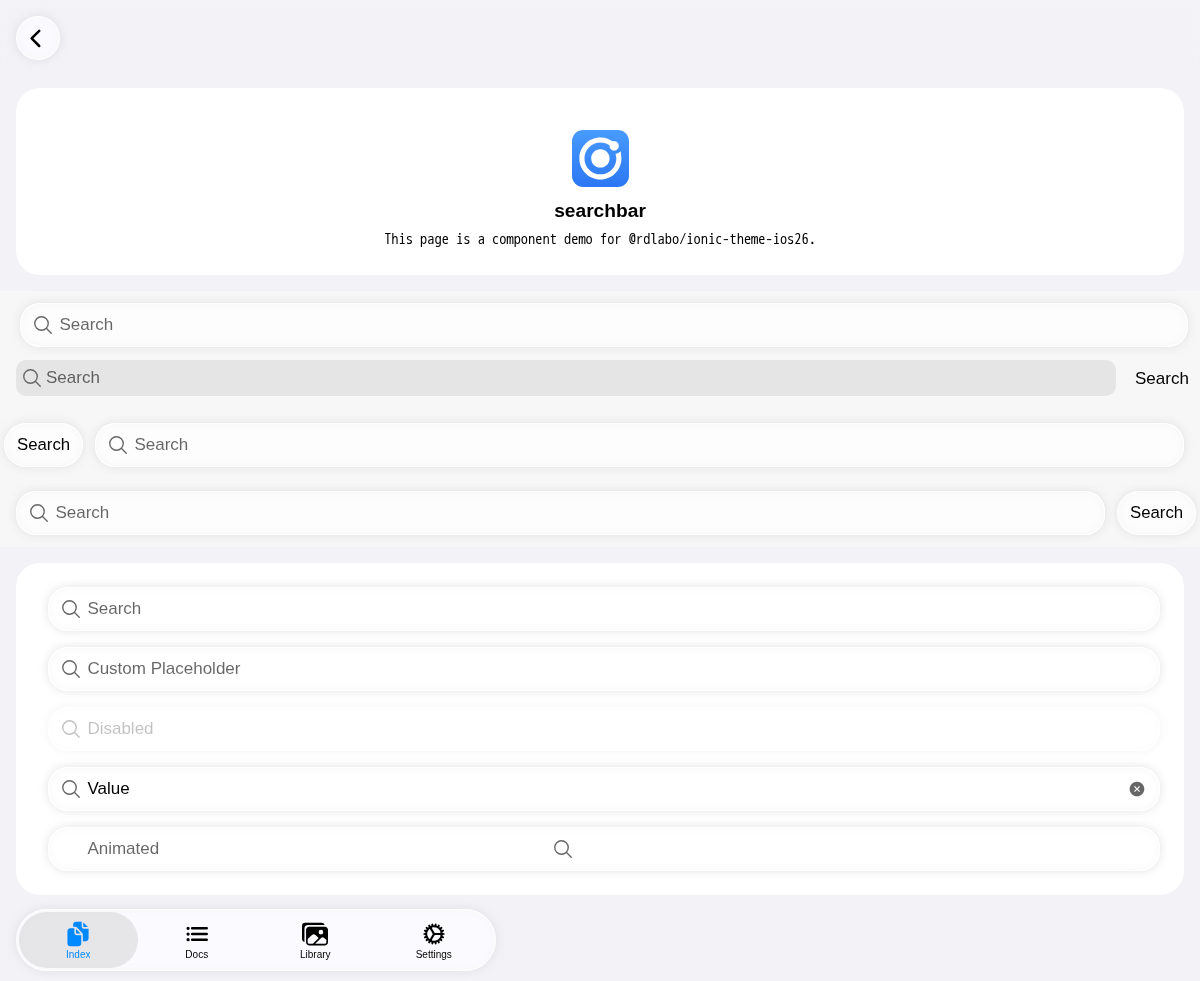 searchbar
This page is a component demo for @rdlabo/ionic-theme-ios26.
Search
Search Search
Search Search
Search Search
Search
Custom Placeholder
Disabled
Value
Animated
Index Docs Library Settings